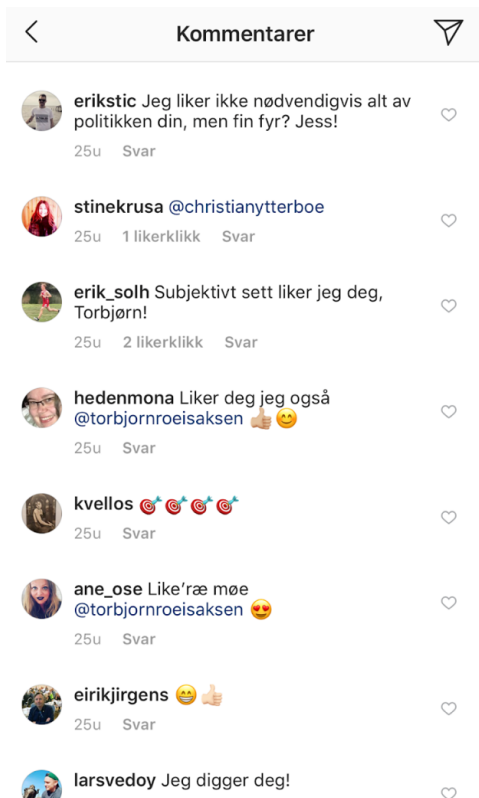 Kommentarer
erikstic Jeg liker ikke nødvendigvis alt av
politikken din, men fin fyr? Jess!
25u Svar
stinekrusa @christianytterboe
25u 1 likerklikk Svar
erik_solh Subjektivt sett liker jeg deg,
Torbjørn!
25u 2 likerklikk Svar
hedenmona Liker deg jeg også
@torbjornroeisaksen 👍🏼😊
25u Svar
kvellos 🎯🎯🎯🎯
25u Svar
ane_ose Like’ræ møe
@torbjornroeisaksen 😍
25u Svar
eirikjirgens 😁👍🏼
25u Svar
larsvedoy Jeg digger deg!